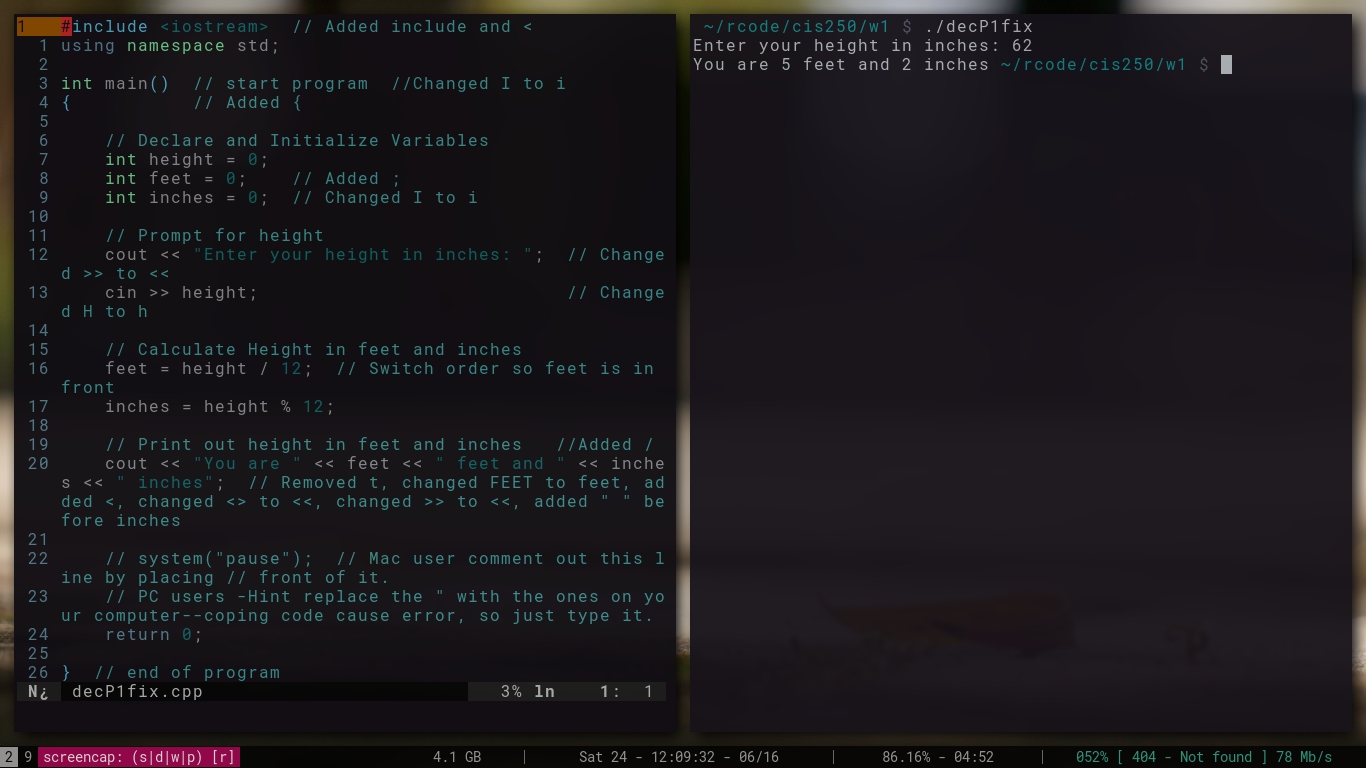 1   #include <iostream>  // Added include and <
1 using namespace std;
2
3 int main()  // start program  //Changed I to i
4 {           // Added {
5
6     // Declare and Initialize Variables
7     int height = 0;
8     int feet = 0;    // Added ;
9     int inches = 0;  // Changed I to i
10
11     // Prompt for height
12     cout << "Enter your height in inches: ";  // Change
d >> to <<
13     cin >> height;                            // Change
d H to h
14
15     // Calculate Height in feet and inches
16     feet = height / 12;  // Switch order so feet is in
front
17     inches = height % 12;
18
19     // Print out height in feet and inches   //Added /
20     cout << "You are " << feet << " feet and " << inche
s << " inches";  // Removed t, changed FEET to feet, ad
ded <, changed <> to <<, changed >> to <<, added " " be
fore inches
21
22     // system("pause");  // Mac user comment out this l
ine by placing // front of it.
23     // PC users -Hint replace the " with the ones on yo
ur computer--coping code cause error, so just type it.
24     return 0;
25
26 }  // end of program
N¿ decP1fix.cpp 3% ln 1: 1
~/rcode/cis250/w1 $ ./decP1fix
Enter your height in inches: 62
You are 5 feet and 2 inches ~/rcode/cis250/w1 $
2 9 screencap: (s|d|w|p) [r] 4.1 GB | Sat 24 - 12:09:32 - 06/16 | 86.16% - 04:52 | 052% [ 404 - Not found ] 78 Mb/s